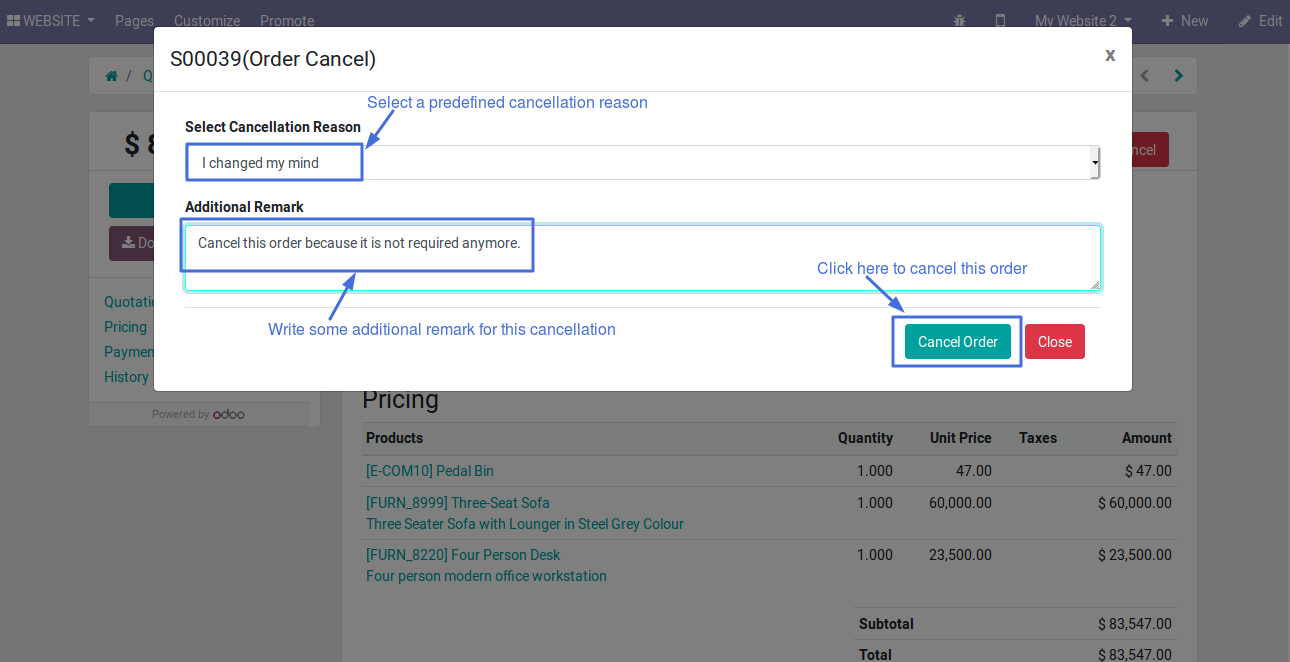 WEBSITE Pages Customize Promote My Website 2 New Edit
S00039(Order Cancel) x
/ Q
Select a predefined cancellation reason
Select Cancellation Reason
$ 8
ncel
I changed my mind
Additional Remark
Cancel this order because it is not required anymore.
Do
Click here to cancel this order
Quotatio
Write some additional remark for this cancellation
Pricing
Cancel Order Close
Paymen
History
Pricing
Powered by odoo
Products Quantity Unit Price Taxes Amount
[E-COM10] Pedal Bin 1.000 47.00 $ 47.00
[FURN_8999] Three-Seat Sofa 1.000 60,000.00 $ 60,000.00
Three Seater Sofa with Lounger in Steel Grey Colour
[FURN_8220] Four Person Desk 1.000 23,500.00 $ 23,500.00
Four person modern office workstation
Subtotal $ 83,547.00
Total $ 83,547.00